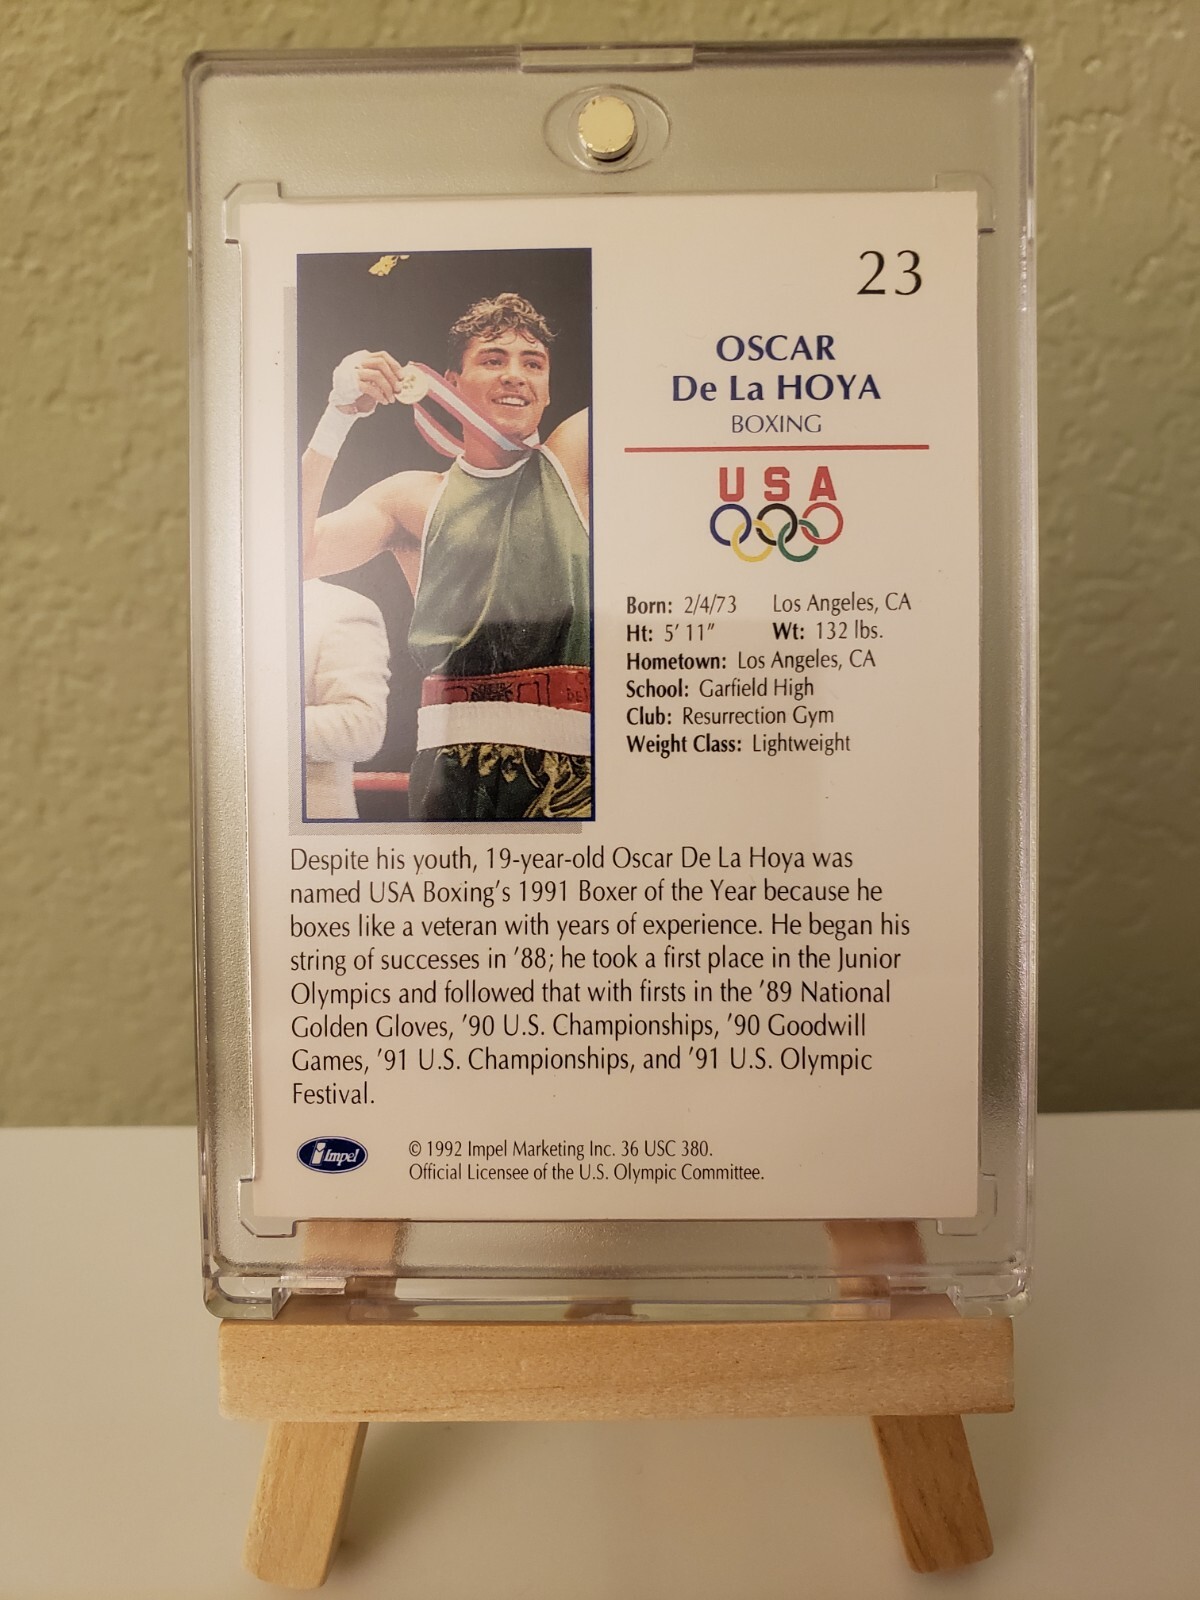 23
OSCAR
De La HOYA
BOXING
USA
Born: 2/4/73 Los Angeles, CA
Ht: 5' 11" Wt: 132 lbs.
Hometown: Los Angeles, CA
School: Garfield High
Club: Resurrection Gym
Weight Class: Lightweight
Despite his youth, 19-year-old Oscar De La Hoya was
named USA Boxing's 1991 Boxer of the Year because he
boxes like a veteran with years of experience. He began his
string of successes in '88; he took a first place in the Junior
Olympics and followed that with firsts in the '89 National
Golden Gloves, '90 U.S. Championships, '90 Goodwill
Games, '91 U.S. Championships, and '91 U.S. Olympic
Festival.
Impel
© 1992 Impel Marketing Inc. 36 USC 380.
Official Licensee of the U.S. Olympic Committee.